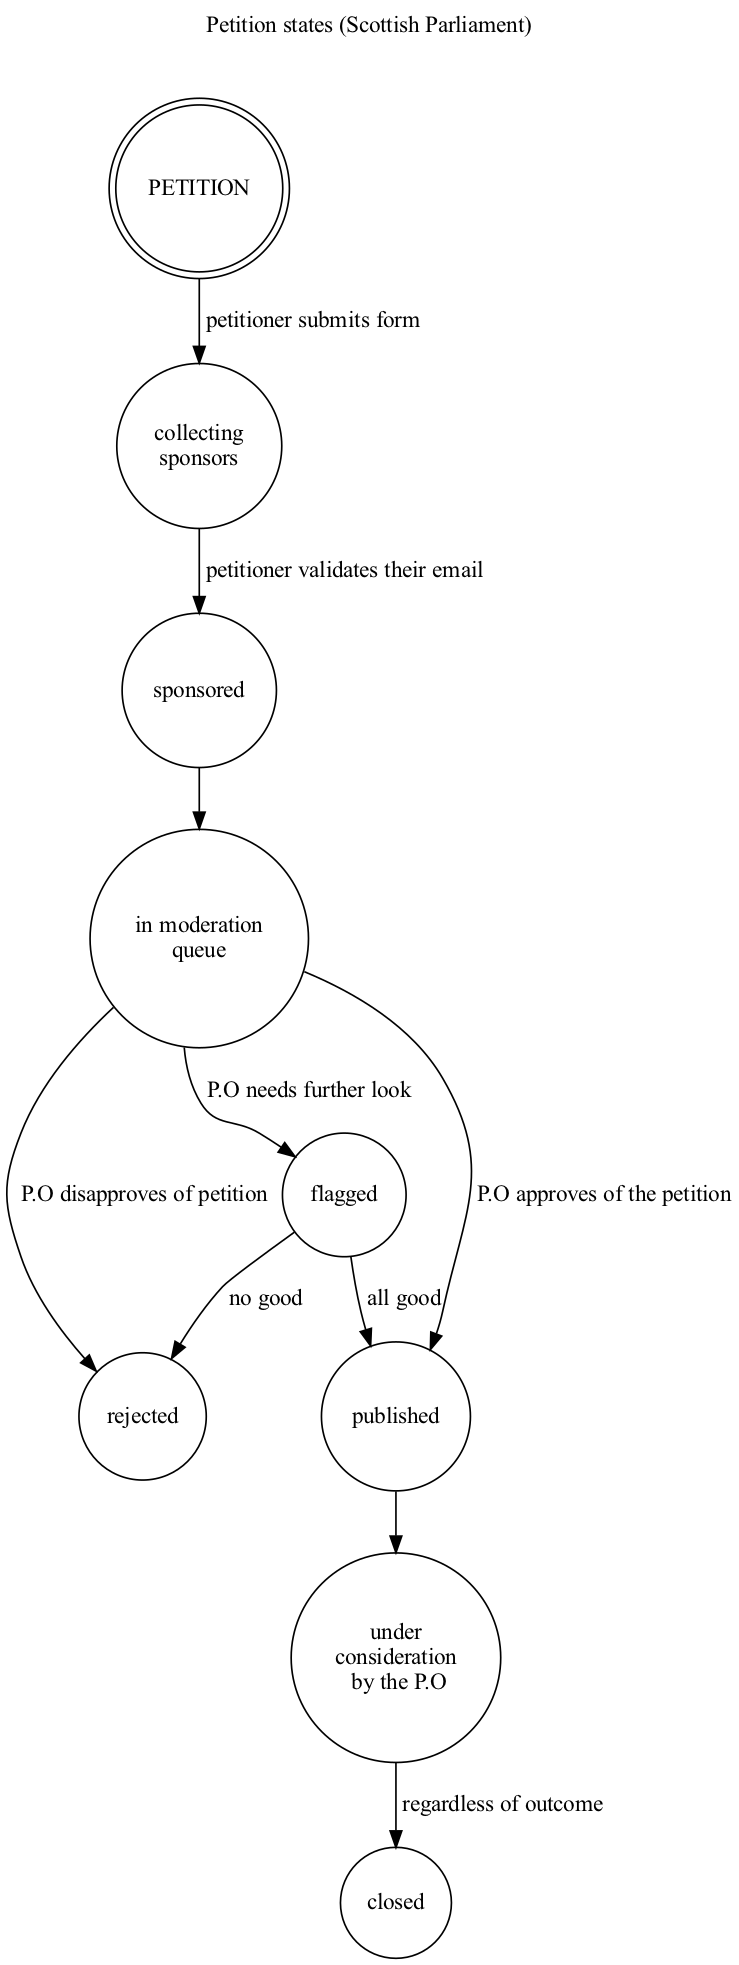 Petition states (Scottish Parliament)
PETITION
petitioner submits form
collecting
sponsors
petitioner validates their email
sponsored
in moderation
queue
P.O needs further look
P.O disapproves of petition
flagged
P.O approves of the petition
no good
all good
rejected
published
under
consideration
by the P.O
regardless of outcome
closed